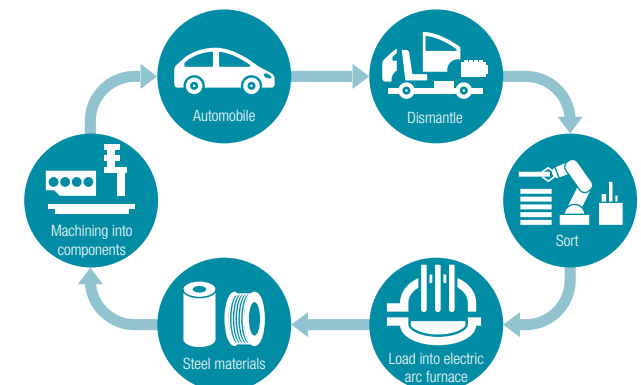 Automobile
Dismantle
Sort
Load into electric
arc furnace
Steel materials
Machining into
components